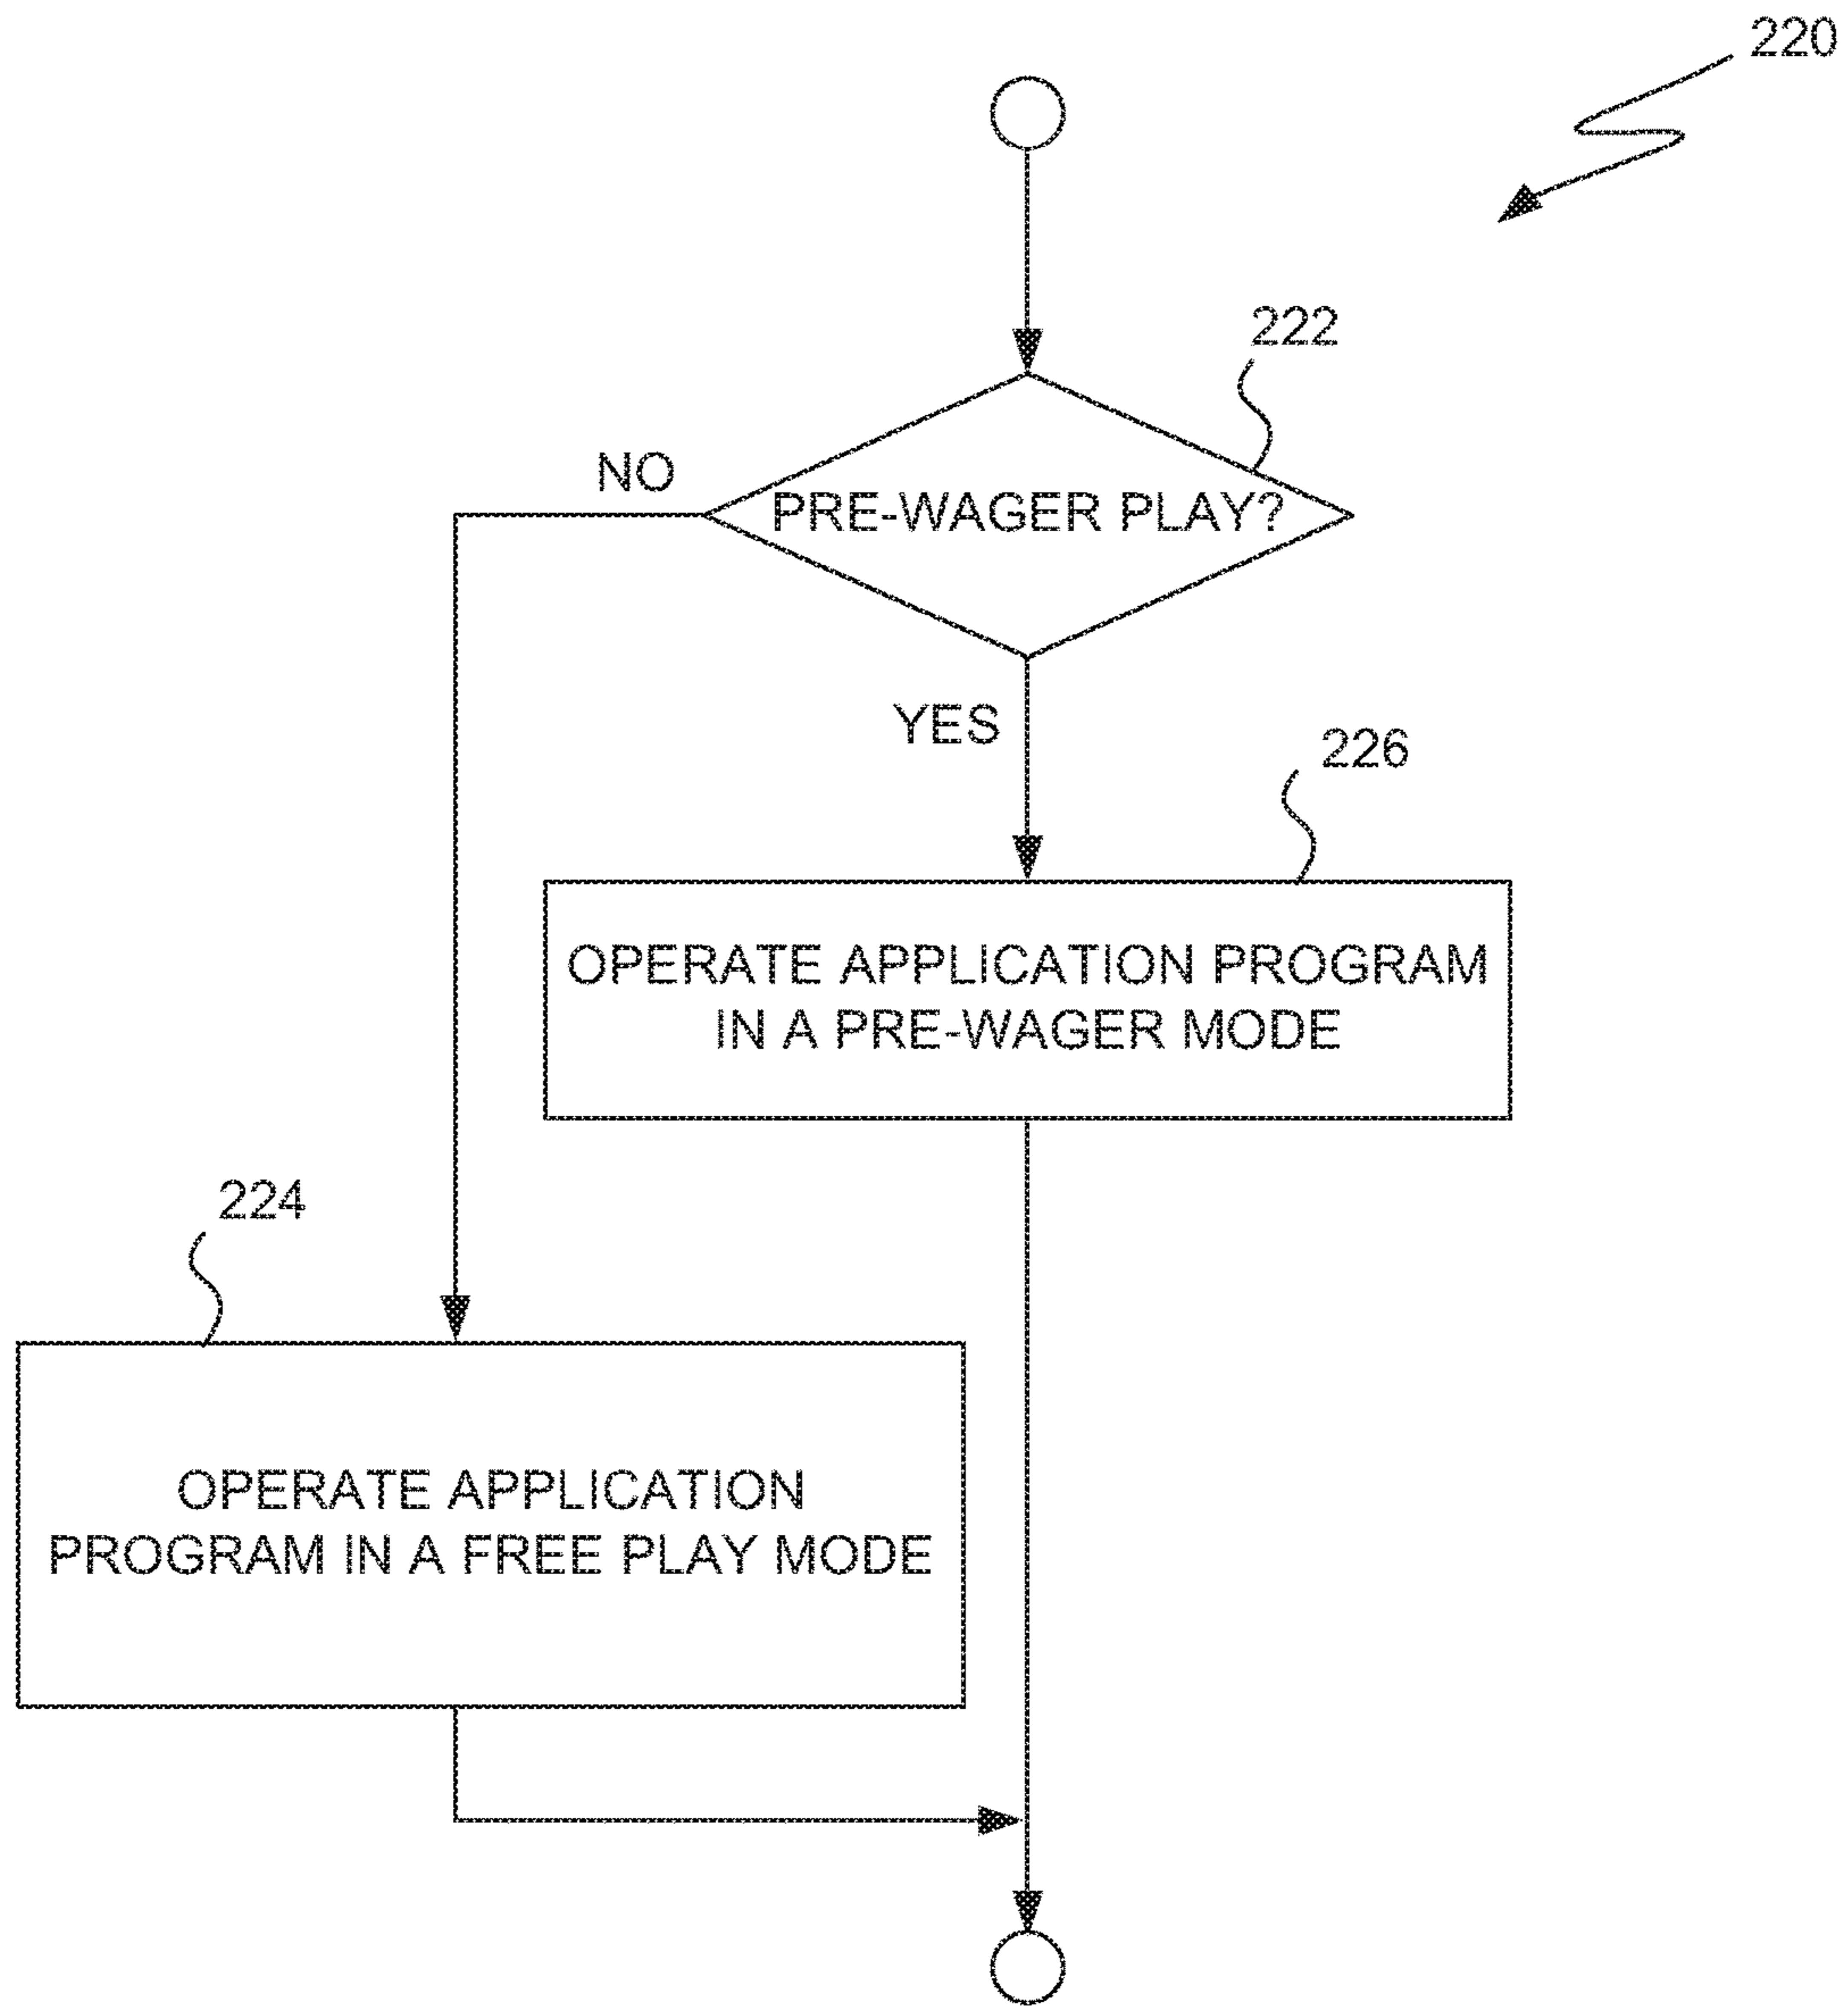 220
222
NO
PRE-WAGER PLAY?
YES
226
OPERATE APPLICATION PROGRAM
IN A PRE-WAGER MODE
224
OPERATE APPLICATION
PROGRAM IN A FREE PLAY MODE